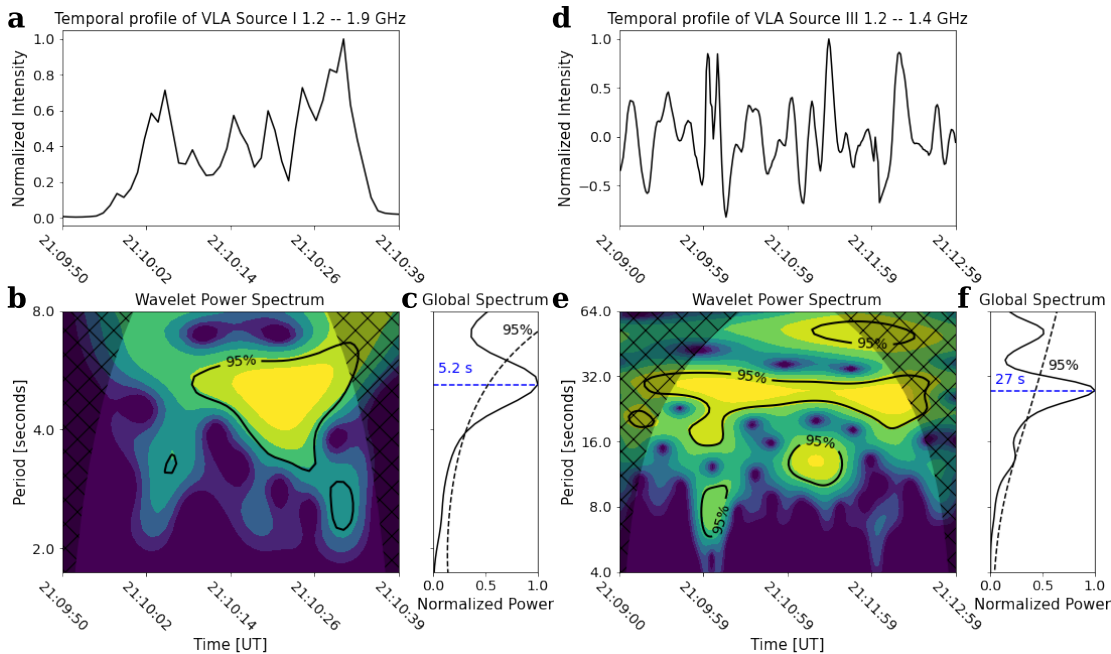 a
Temporal profile of VLA Source I 1.2 -- 1.9 GHz
Normalized Intensity
1.0
0.8
0.6
0.4
0.2
0.0
21:09:50
21:10:02
21:10:14
21:10:26
21:10:39
d
Temporal profile of VLA Source III 1.2 -- 1.4 GHz
Normalized Intensity
1.0
0.5
0.0
−0.5
21:09:00
21:09:59
21:10:59
21:11:59
21:12:59
b
Wavelet Power Spectrum
Period [seconds]
8.0
4.0
2.0
95%
21:09:50
21:10:02
21:10:14
21:10:26
21:10:39
Time [UT]
c
Global Spectrum
95%
5.2 s
0.0
0.5
1.0
Normalized Power
e
Wavelet Power Spectrum
Period [seconds]
64.0
32.0
16.0
8.0
4.0
95%
95%
95%
95%
21:09:00
21:09:59
21:10:59
21:11:59
21:12:59
Time [UT]
f
Global Spectrum
95%
27 s
0.0
0.5
1.0
Normalized Power